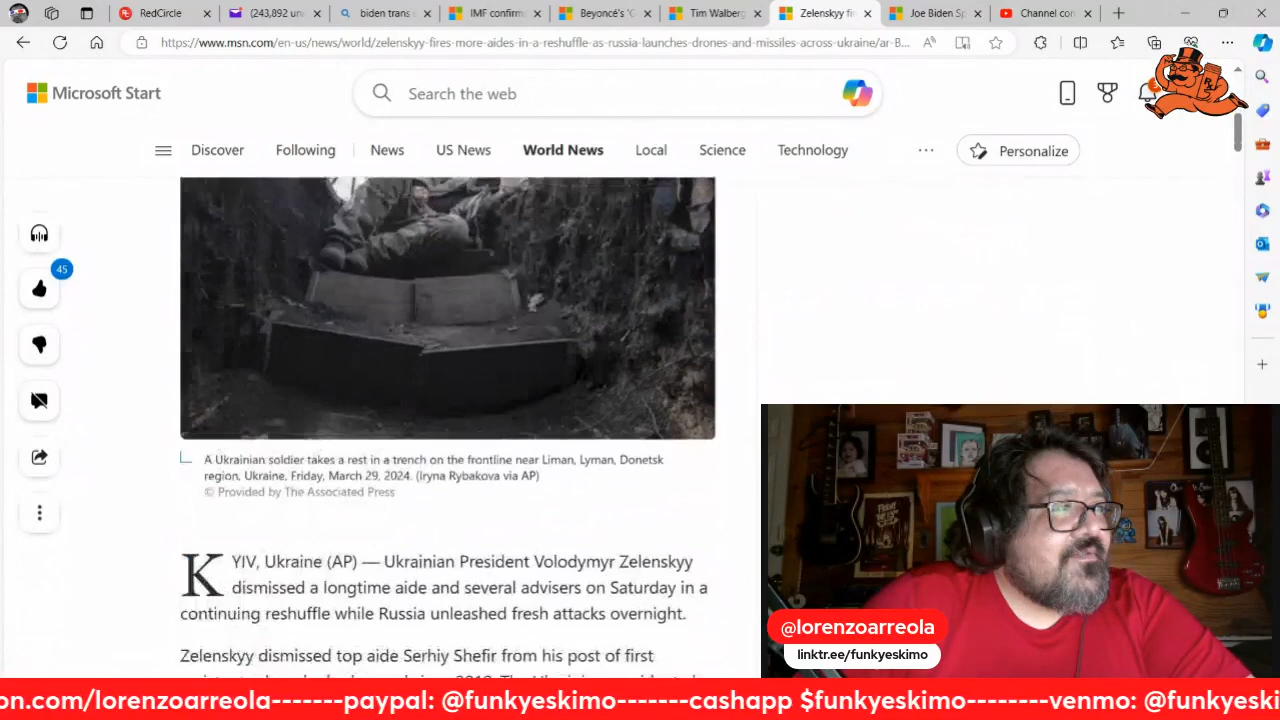 RedCircle
(243,892 un
biden trans e
IMF confirm
Beyoncé's 'C
Tim Walberg
Zelenskyy fi
Joe Biden Sp
Channel con
https://www.msn.com/en-us/news/world/zelenskyy-fires-more-aides-in-a-reshuffle-as-russia-launches-drones-and-missiles-across-ukraine/ar-B...
Microsoft Start
Search the web
Discover
Following
News
US News
World News
Local
Science
Technology
Personalize
45
A Ukrainian soldier takes a rest in a trench on the frontline near Liman, Lyman, Donetsk
region, Ukraine, Friday, March 29, 2024. (Iryna Rybakova via AP)
© Provided by The Associated Press
KYIV, Ukraine (AP) — Ukrainian President Volodymyr Zelenskyy
dismissed a longtime aide and several advisers on Saturday in a
continuing reshuffle while Russia unleashed fresh attacks overnight.
Zelenskyy dismissed top aide Serhiy Shefir from his post of first
@lorenzoarreola
linktr.ee/funkyeskimo
on.com/lorenzoarreola-------paypal: @funkyeskimo-------cashapp $funkyeskimo--------venmo: @funkyeski